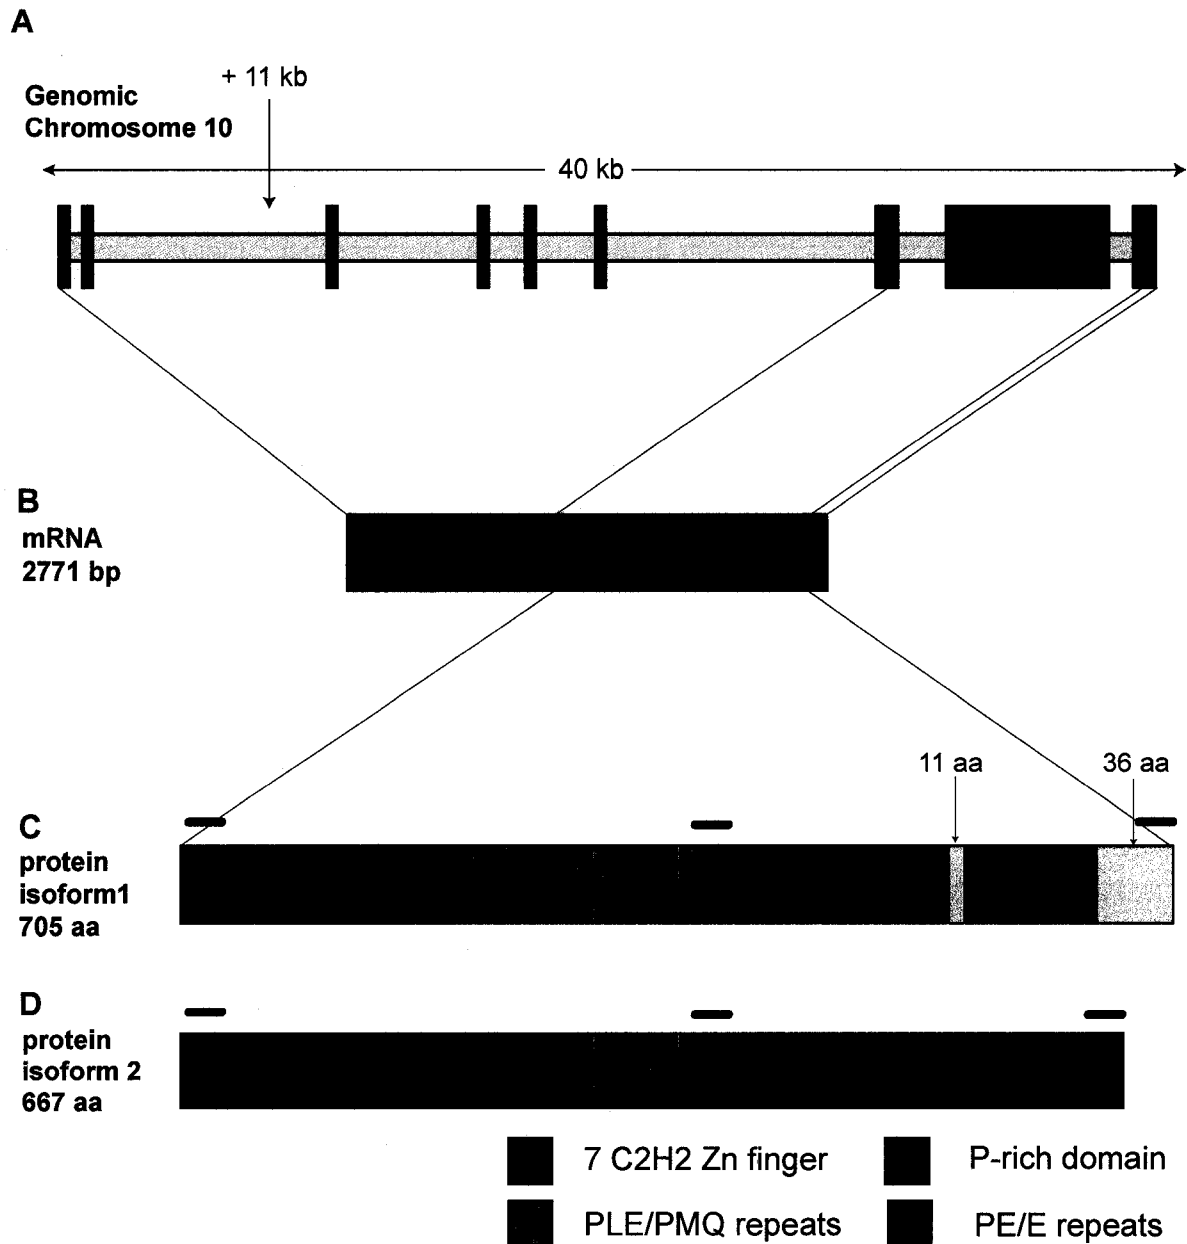 A
+ 11 kb
Genomic
Chromosome 10
40 kb
B
mRNA
2771 bp
11 aa
36 aa
C
protein
isoform1
705 aa
D
protein
isoform 2
667 aa
7 C2H2 Zn finger
P-rich domain
PLE/PMQ repeats
PE/E repeats